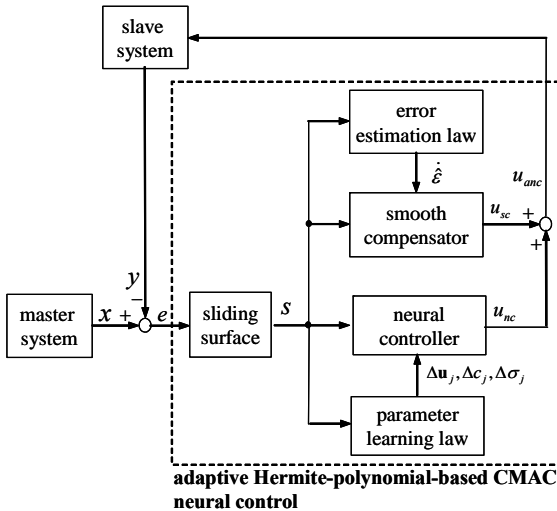 slave
system
error
estimation law
ε̂̇
u_anc
smooth
compensator
u_sc
+
+
y
−
master
system
x
+
e
sliding
surface
s
neural
controller
u_nc
Δu_j, Δc_j, Δσ_j
parameter
learning law
adaptive Hermite-polynomial-based CMAC
neural control